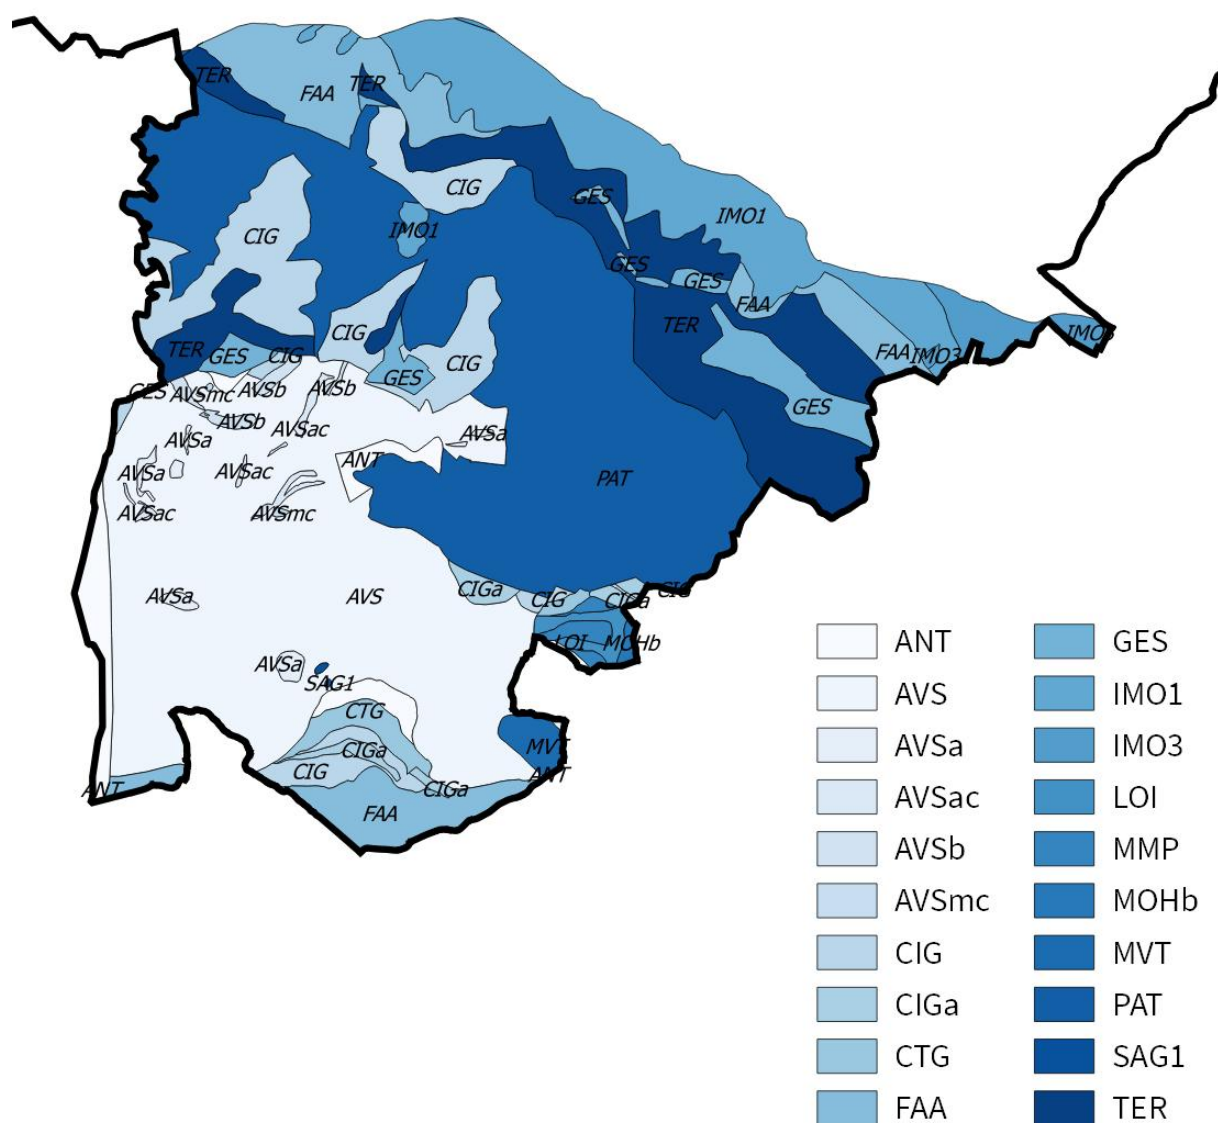 TER
FAA
TER
CIG
GES
IMO1
IMO1
CIG
GES
GES
FAA
TER
CIG
TER
GES
CIG
CIG
GES
FAA
IMO3
IMO3
GES
AVSmc
AVSb
AVSb
AVSb
AVSac
AVSa
AVSa
GES
AVSa
AVSac
ANT
PAT
AVSac
AVSmc
AVSa
AVS
CIGa
CIG
CIGa
CIG
LOI
MOHb
AVSa
SAG1
CTG
CIGa
CIG
CIGa
MVT
ANT
ANT
FAA
ANT GES
AVS IMO1
AVSa IMO3
AVSac LOI
AVSb MMP
AVSmc MOHb
CIG MVT
CIGa PAT
CTG SAG1
FAA TER